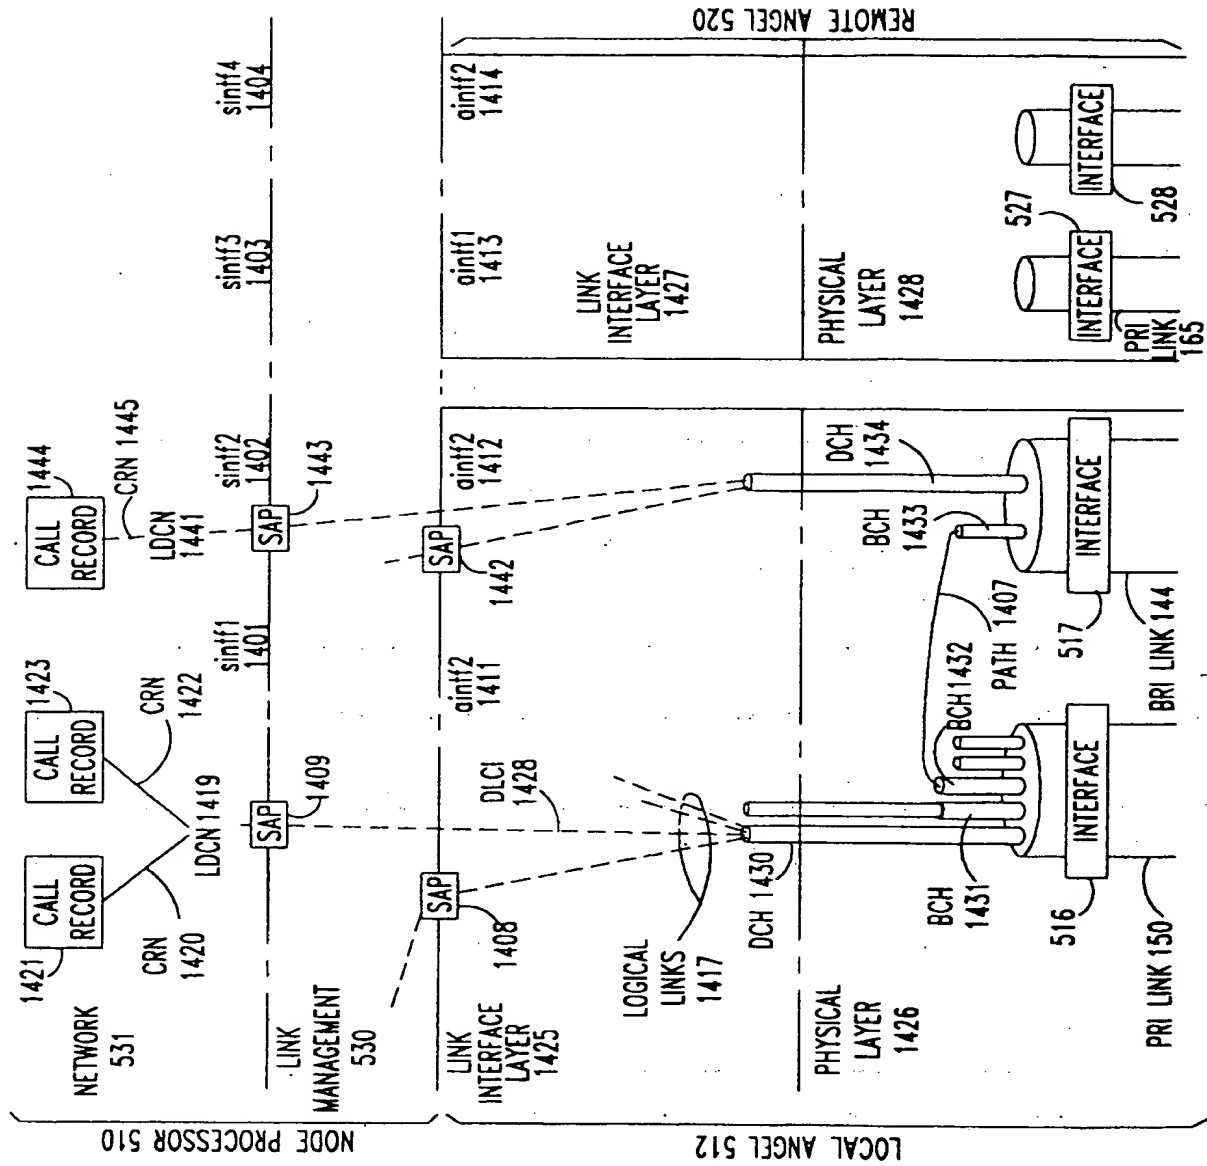 NODE PROCESSOR 510
NETWORK
531
1421
CALL
RECORD
CRN
1420
1423
CALL
RECORD
CRN
1422
LDCN 1419
1444
CALL
RECORD
CRN 1445
LDCN
1441
sintf1
1401
sintf2
1402
sintf3
1403
sintf4
1404
LINK
MANAGEMENT
530
SAP
1409
SAP
1443
LOCAL ANGEL 512
LINK
INTERFACE
LAYER
1425
SAP
1408
aintf2
1411
SAP
1442
aintf2
1412
DLCI
1428
LOGICAL
LINKS
1417
DCH 1430
PHYSICAL
LAYER
1426
BCH
1431
BCH 1432
PATH 1407
BCH
1433
DCH
1434
516
INTERFACE
PRI LINK 150
517
INTERFACE
BRI LINK 144
REMOTE ANGEL 520
aintf1
1413
aintf2
1414
LINK
INTERFACE
LAYER
1427
PHYSICAL
LAYER
1428
INTERFACE
527
PRI
LINK
165
INTERFACE
528